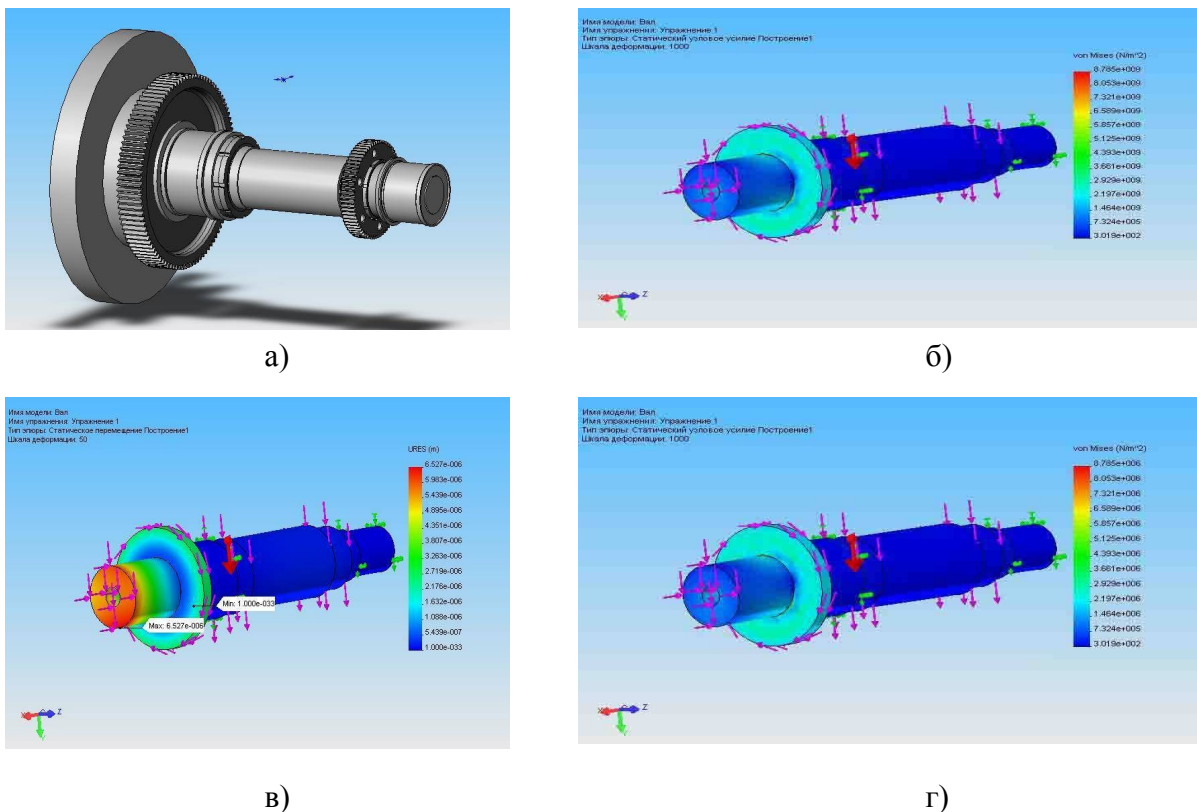 а)
Имя модели: Вал
Имя упражнения: Упражнение 1
Тип эпюры: Статический узловое усилие Построение1
Шкала деформации: 1000
von Mises (N/m^2)
8.785e+009
8.053e+009
7.321e+009
6.589e+009
5.857e+009
5.125e+009
4.393e+009
3.661e+009
2.929e+009
2.197e+009
1.464e+009
7.324e+005
3.019e+002
X
Z
Y
б)
Имя модели: Вал
Имя упражнения: Упражнение 1
Тип эпюры: Статическое перемещение Построение1
Шкала деформации: 50
URES (m)
6.527e-006
5.983e-006
5.439e-006
4.895e-006
4.351e-006
3.807e-006
3.263e-006
2.719e-006
2.176e-006
1.632e-006
1.088e-006
5.439e-007
1.000e-033
Min: 1.000e-033
Max: 6.527e-006
X
Z
Y
в)
Имя модели: Вал
Имя упражнения: Упражнение 1
Тип эпюры: Статический узловое усилие Построение1
Шкала деформации: 1000
von Mises (N/m^2)
8.785e+006
8.053e+006
7.321e+006
6.589e+006
5.857e+006
5.125e+006
4.393e+006
3.661e+006
2.929e+006
2.197e+006
1.464e+006
7.324e+005
3.019e+002
X
Z
Y
г)